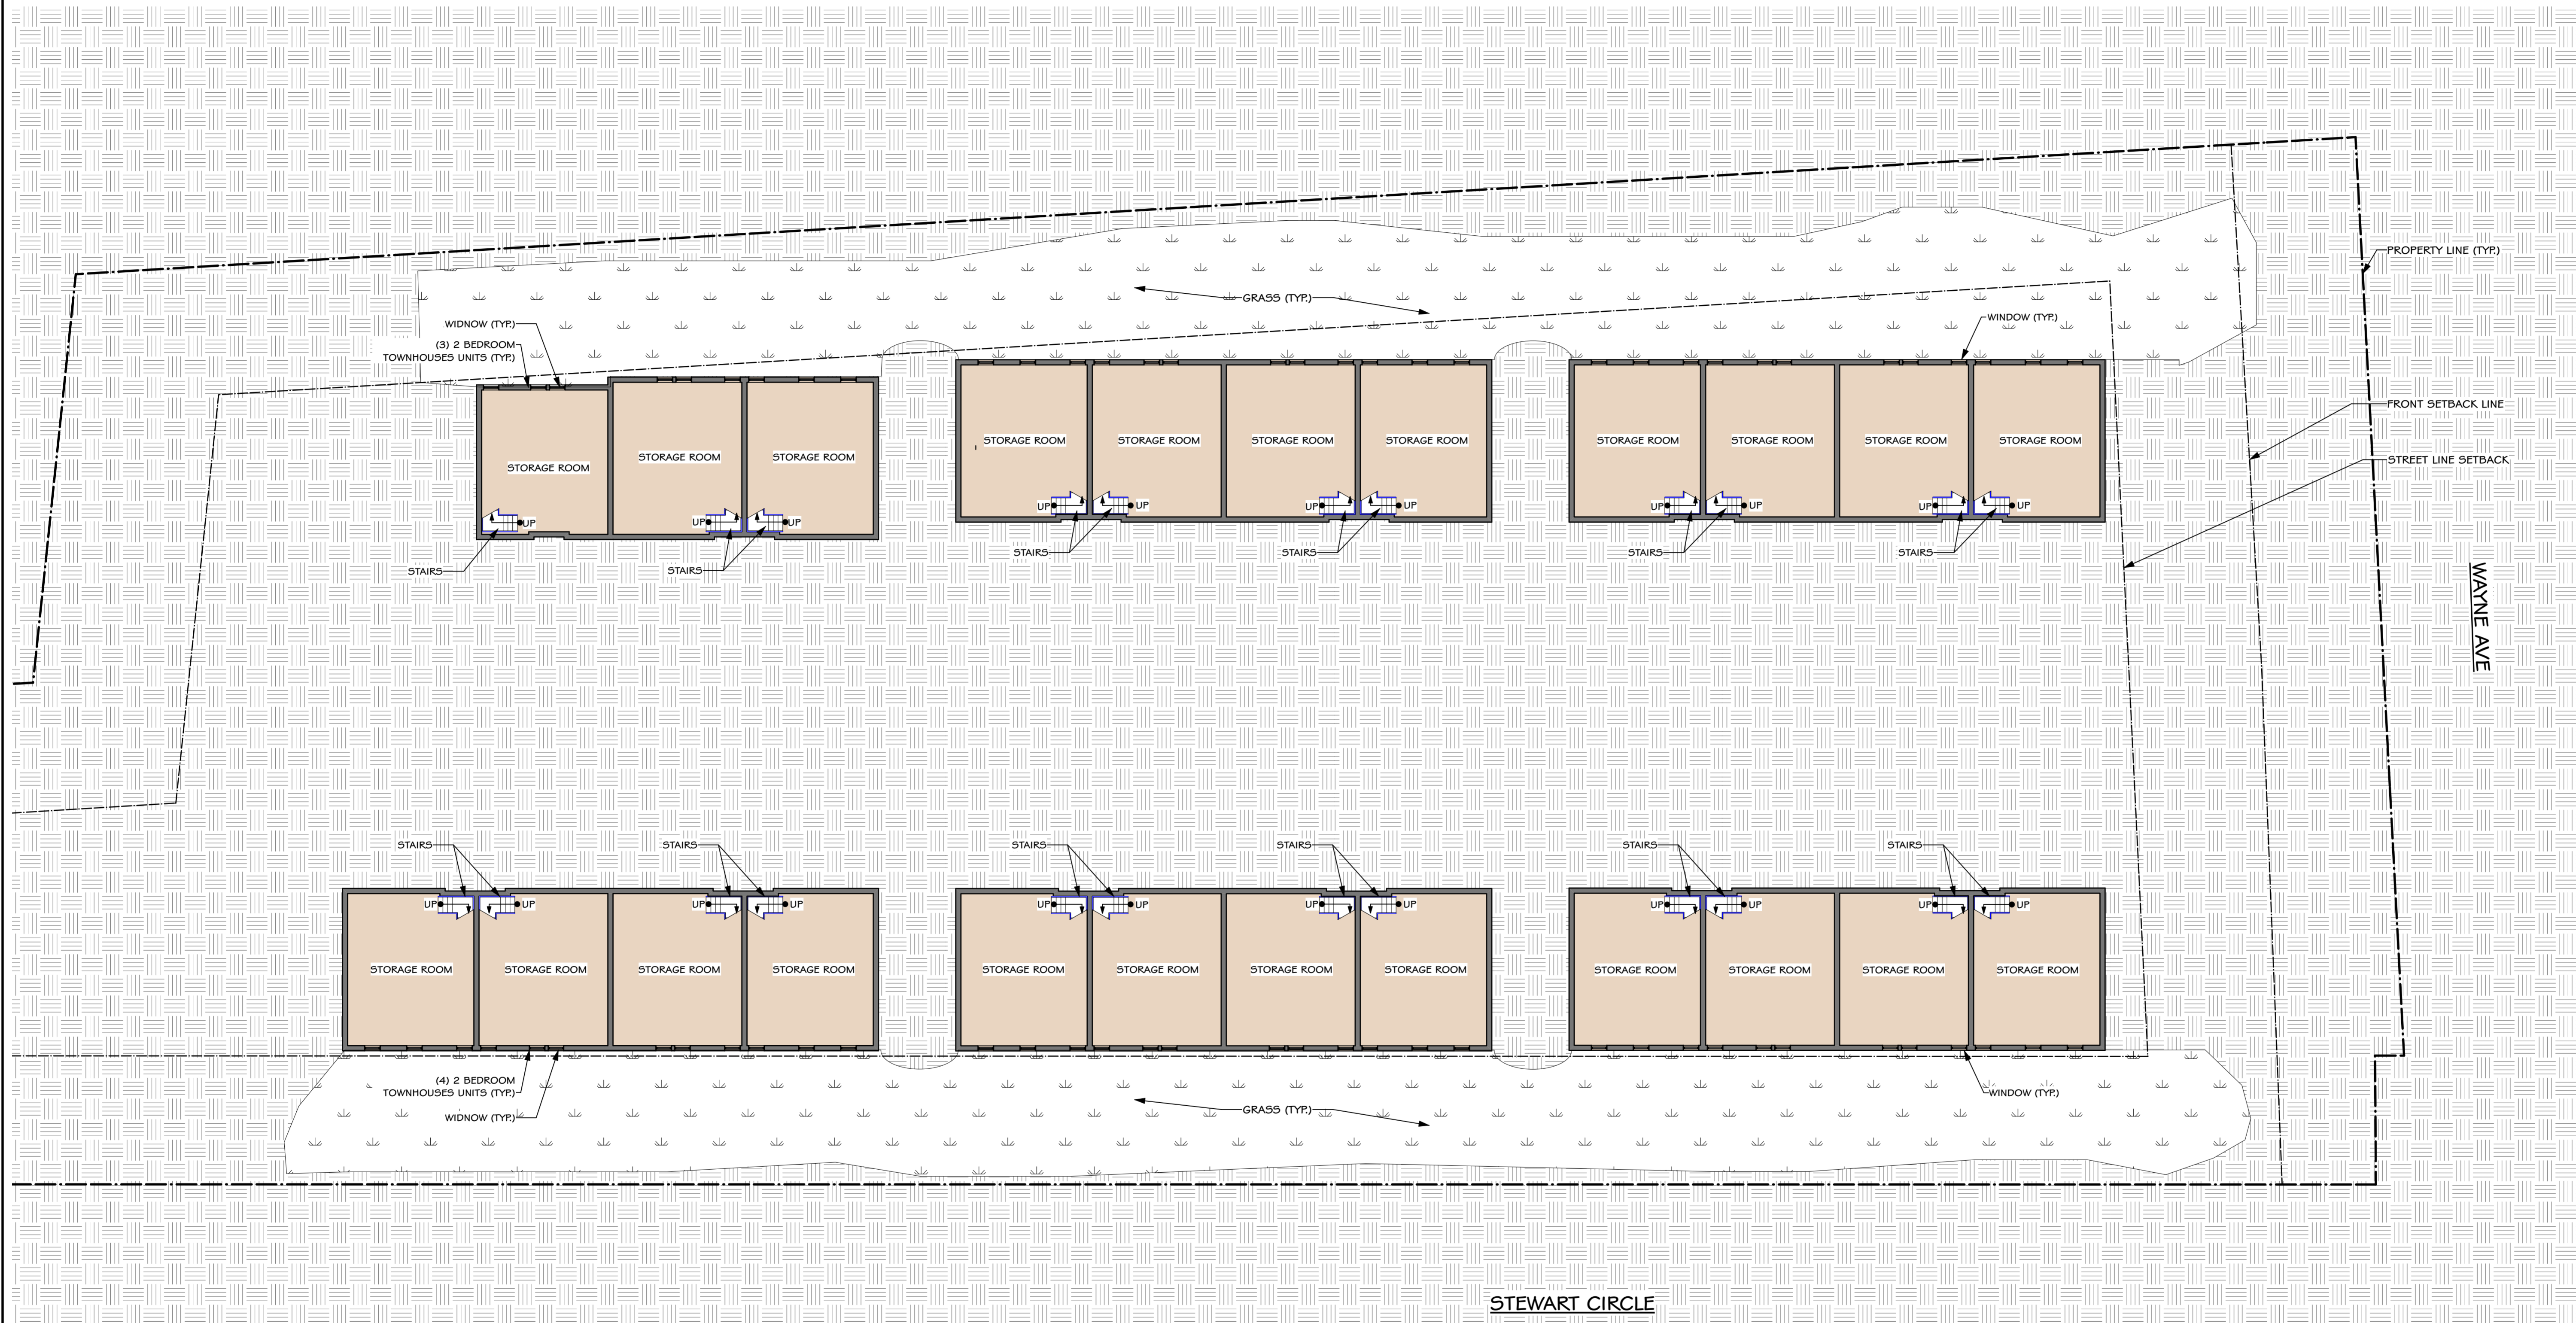 PROPERTY LINE (TYP.)
GRASS (TYP.)
WINDOW (TYP.)
WIDNOW (TYP.)
(3) 2 BEDROOM
TOWNHOUSES UNITS (TYP.)
FRONT SETBACK LINE
STREET LINE SETBACK
STORAGE ROOM
STORAGE ROOM
STORAGE ROOM
STORAGE ROOM
STORAGE ROOM
STORAGE ROOM
STORAGE ROOM
STORAGE ROOM
STORAGE ROOM
STORAGE ROOM
STORAGE ROOM
UP
UP
UP
UP
UP
UP
UP
UP
UP
UP
UP
STAIRS
STAIRS
STAIRS
STAIRS
STAIRS
STAIRS
WAYNE AVE
STAIRS
STAIRS
STAIRS
STAIRS
STAIRS
STAIRS
UP
UP
UP
UP
UP
UP
UP
UP
UP
UP
UP
UP
STORAGE ROOM
STORAGE ROOM
STORAGE ROOM
STORAGE ROOM
STORAGE ROOM
STORAGE ROOM
STORAGE ROOM
STORAGE ROOM
STORAGE ROOM
STORAGE ROOM
STORAGE ROOM
STORAGE ROOM
(4) 2 BEDROOM
TOWNHOUSES UNITS (TYP.)
WIDNOW (TYP.)
GRASS (TYP.)
WINDOW (TYP.)
STEWART CIRCLE